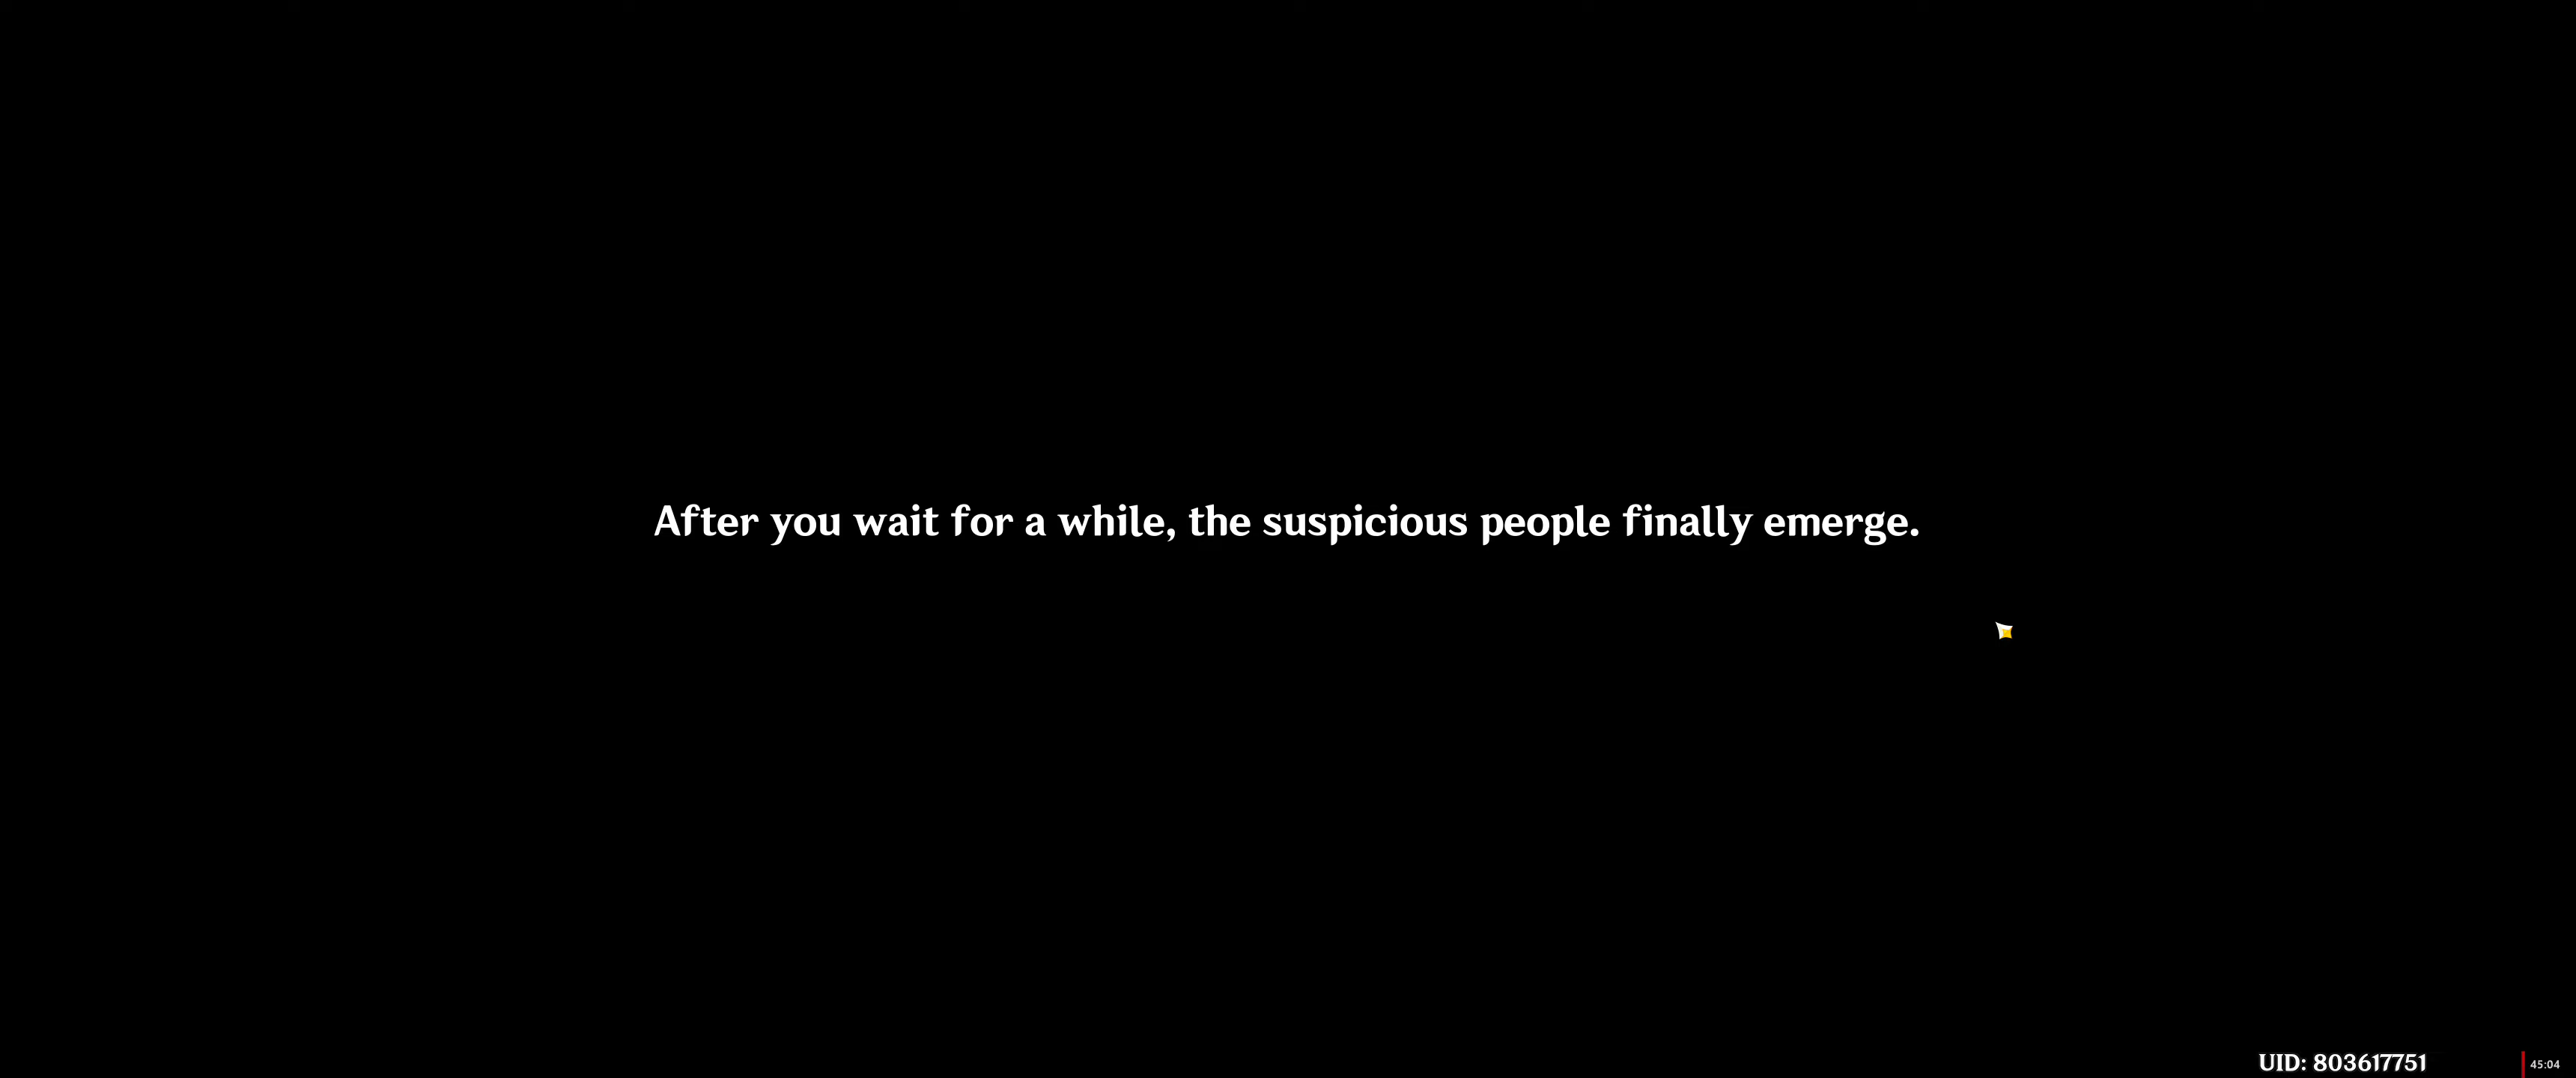 After you wait for a while, the suspicious people finally emerge.
UID: 803617751
45:04